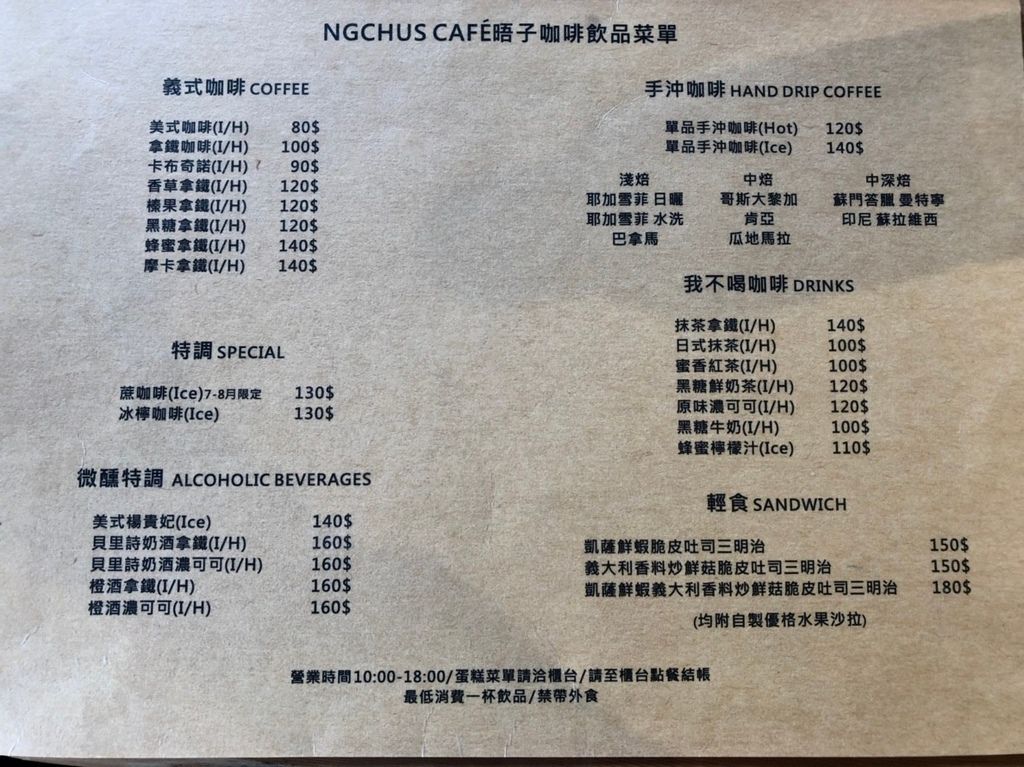 NGCHUS CAFÉ晤子咖啡飲品菜單
義式咖啡 COFFEE
美式咖啡(I/H) 80$
拿鐵咖啡(I/H) 100$
卡布奇諾(I/H) 90$
香草拿鐵(I/H) 120$
榛果拿鐵(I/H) 120$
黑糖拿鐵(I/H) 120$
蜂蜜拿鐵(I/H) 140$
摩卡拿鐵(I/H) 140$
特調 SPECIAL
蔗咖啡(Ice)7-8月限定 130$
冰檸咖啡(Ice) 130$
微醺特調 ALCOHOLIC BEVERAGES
美式楊貴妃(Ice) 140$
貝里詩奶酒拿鐵(I/H) 160$
貝里詩奶酒濃可可(I/H) 160$
橙酒拿鐵(I/H) 160$
橙酒濃可可(I/H) 160$
手沖咖啡 HAND DRIP COFFEE
單品手沖咖啡(Hot) 120$
單品手沖咖啡(Ice) 140$
淺焙 中焙 中深焙
耶加雪菲 日曬 哥斯大黎加 蘇門答臘 曼特寧
耶加雪菲 水洗 肯亞 印尼 蘇拉維西
巴拿馬 瓜地馬拉
我不喝咖啡 DRINKS
抹茶拿鐵(I/H) 140$
日式抹茶(I/H) 100$
蜜香紅茶(I/H) 100$
黑糖鮮奶茶(I/H) 120$
原味濃可可(I/H) 120$
黑糖牛奶(I/H) 100$
蜂蜜檸檬汁(Ice) 110$
輕食 SANDWICH
凱薩鮮蝦脆皮吐司三明治 150$
義大利香料炒鮮菇脆皮吐司三明治 150$
凱薩鮮蝦義大利香料炒鮮菇脆皮吐司三明治 180$
(均附自製優格水果沙拉)
營業時間10:00-18:00/蛋糕菜單請洽櫃台/請至櫃台點餐結帳
最低消費一杯飲品/禁帶外食